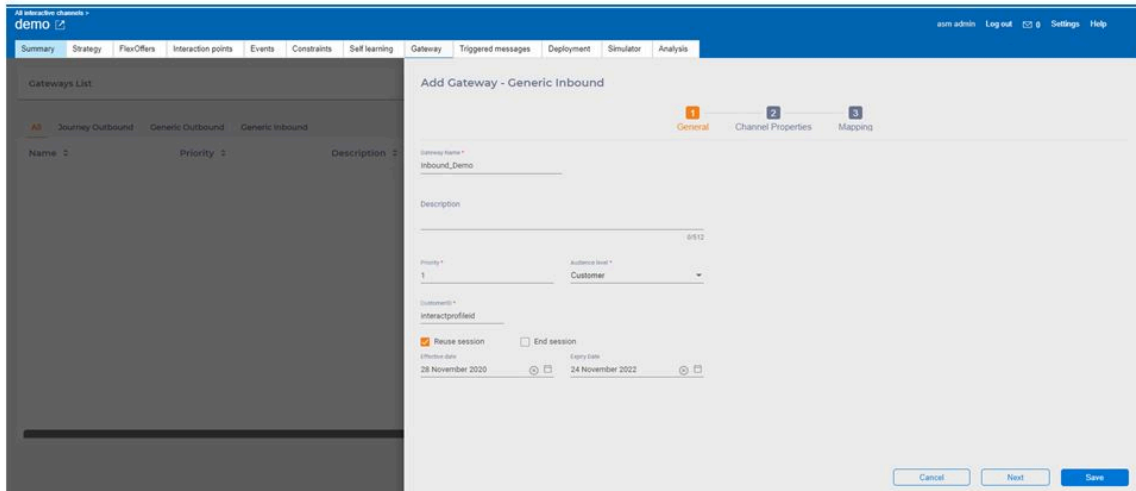 All interactive channels >
demo
asm admin Log out 0 Settings Help
Summary Strategy FlexOffers Interaction points Events Constraints Self learning Gateway Triggered messages Deployment Simulator Analysis
Gateways List
Add Gateway - Generic Inbound
1 2 3
General Channel Properties Mapping
All Journey Outbound Generic Outbound Generic Inbound
Name Priority Description
Gateway Name *
Inbound_Demo
Description
0/512
Priority * Audience level *
1 Customer
CustomerID *
interactprofileid
Reuse session End session
Effective date Expiry Date
28 November 2020 24 November 2022
Cancel Next Save